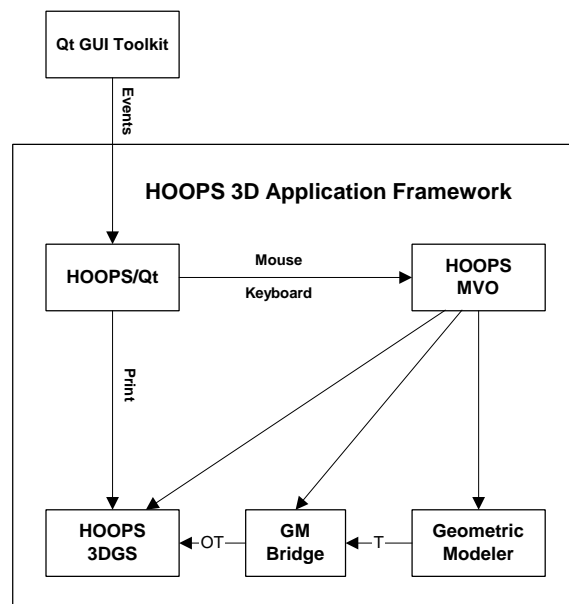 Qt GUI Toolkit
Events
HOOPS 3D Application Framework
HOOPS/Qt
Mouse
Keyboard
HOOPS
MVO
Print
HOOPS
3DGS
OT
GM
Bridge
T
Geometric
Modeler